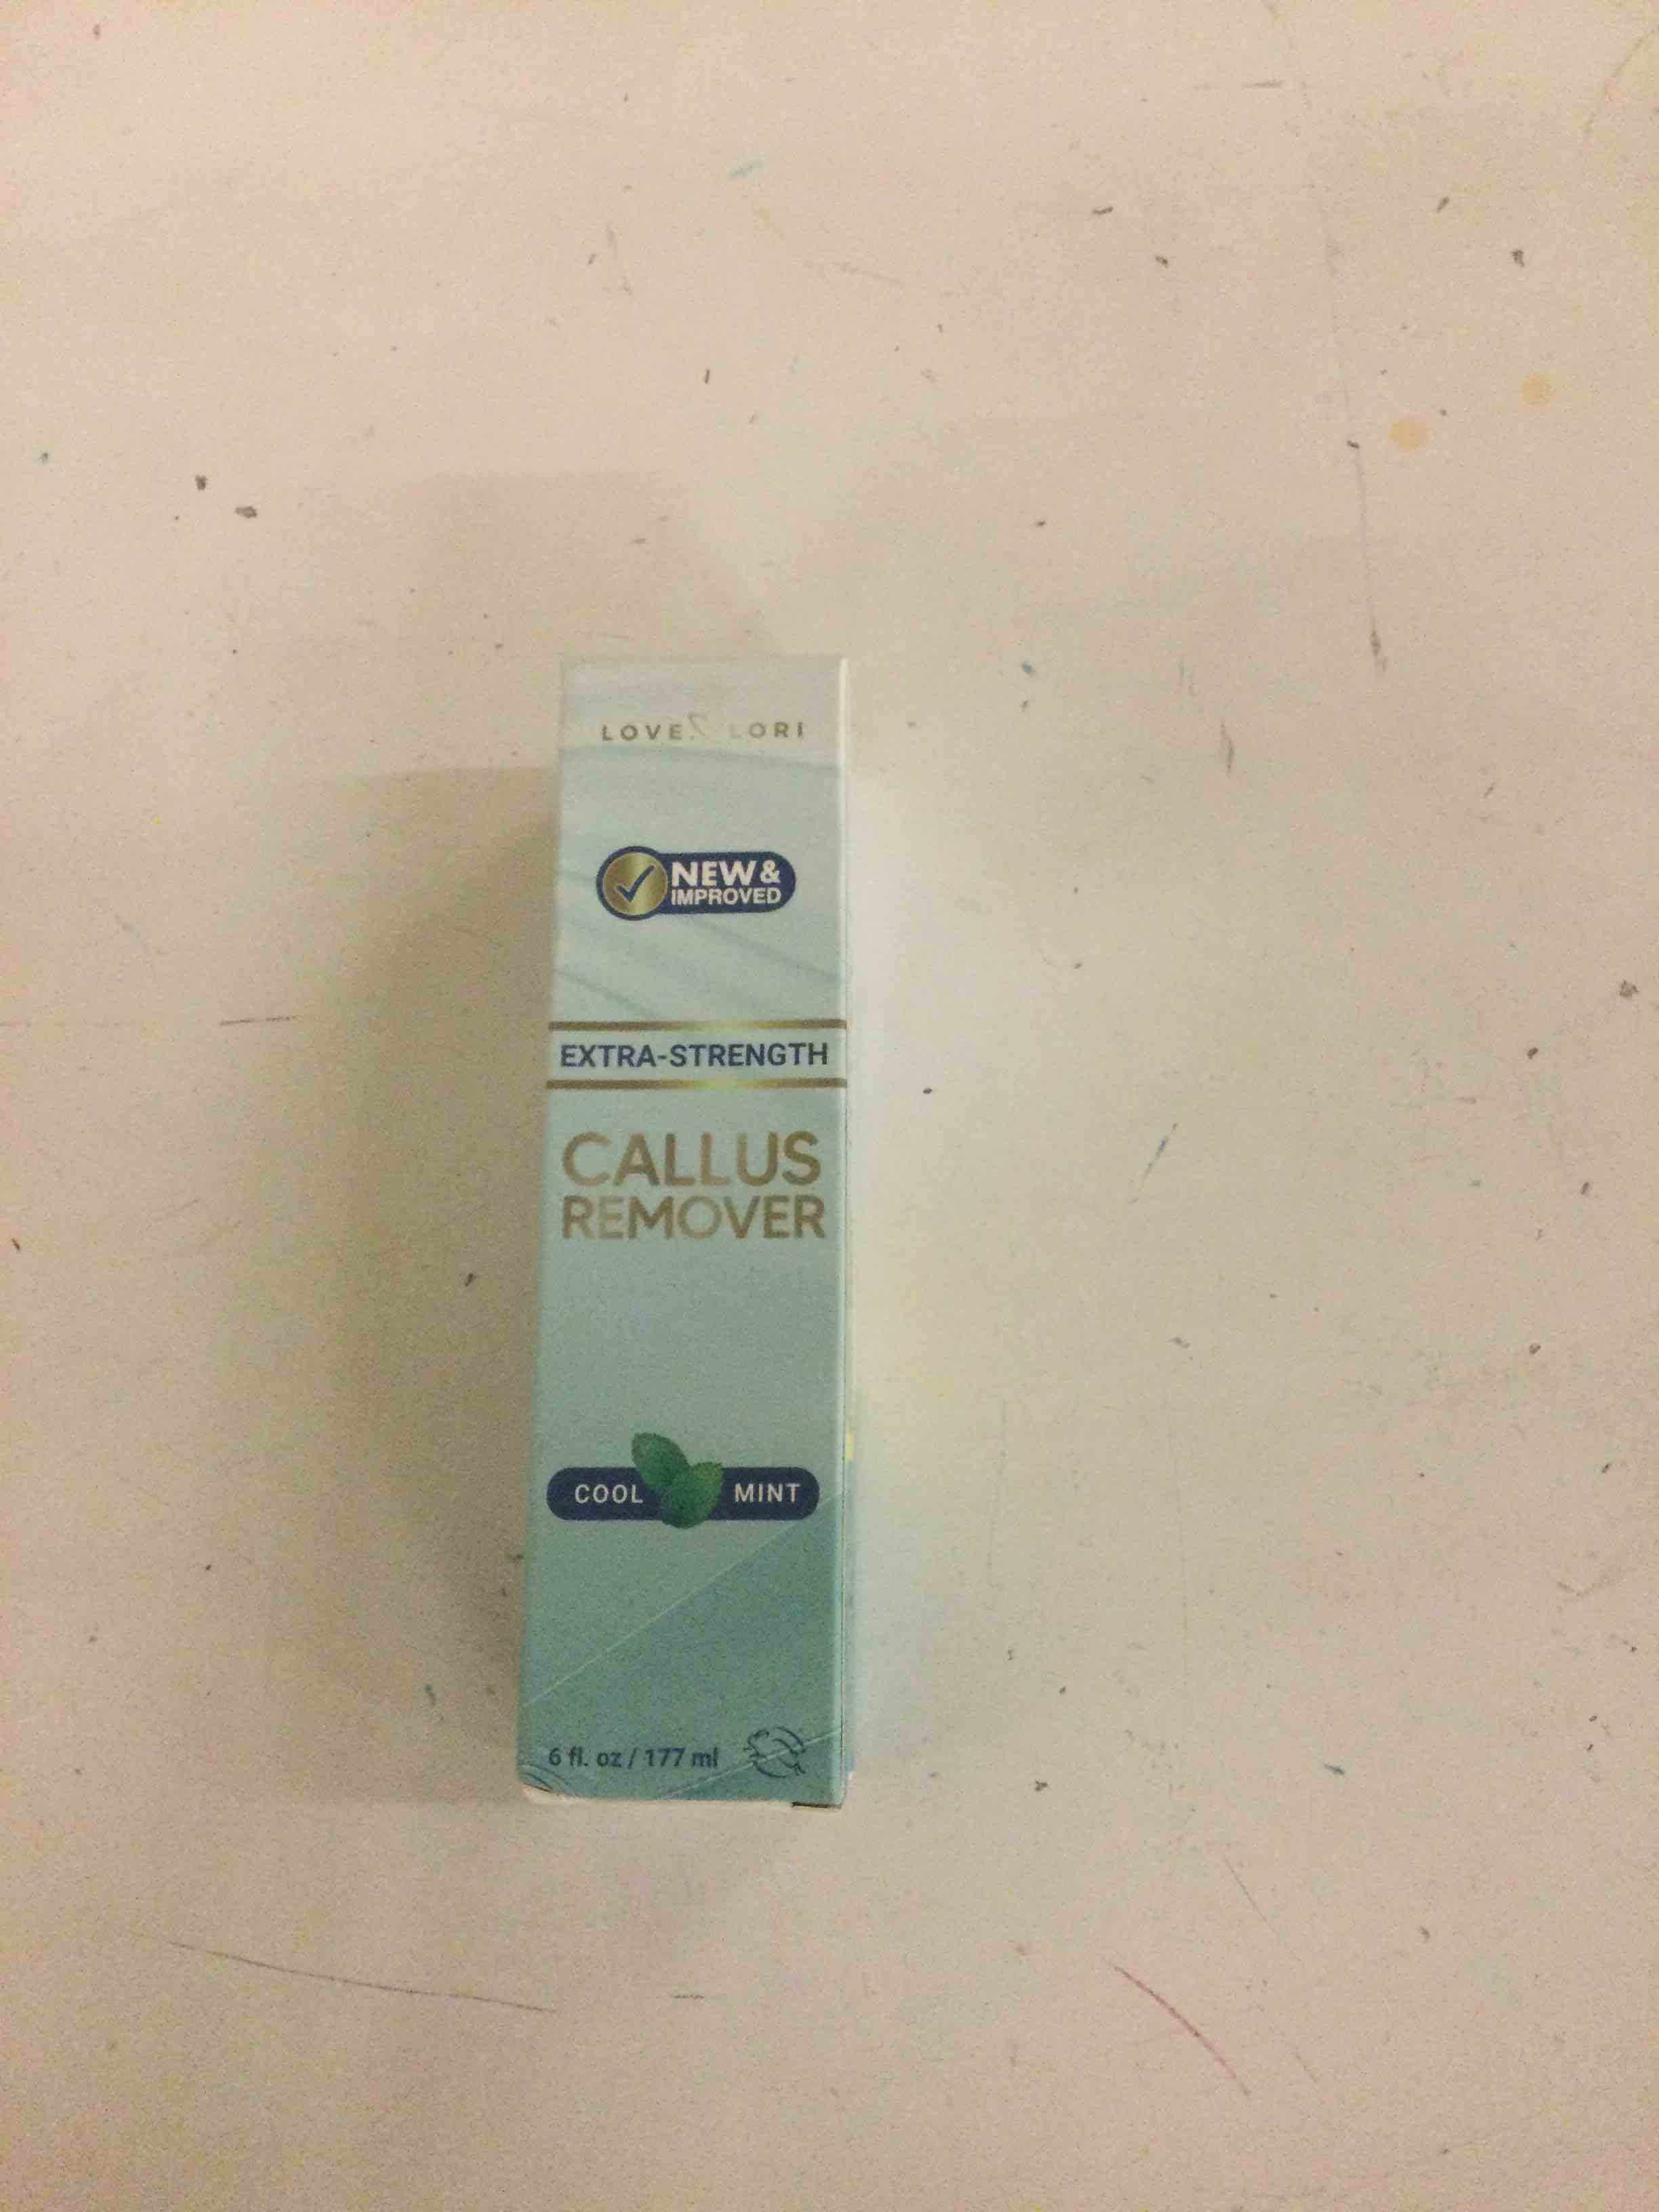 LOVE LORI
NEW &
IMPROVED
EXTRA-STRENGTH
CALLUS
REMOVER
COOL MINT
6 fl. oz / 177 ml